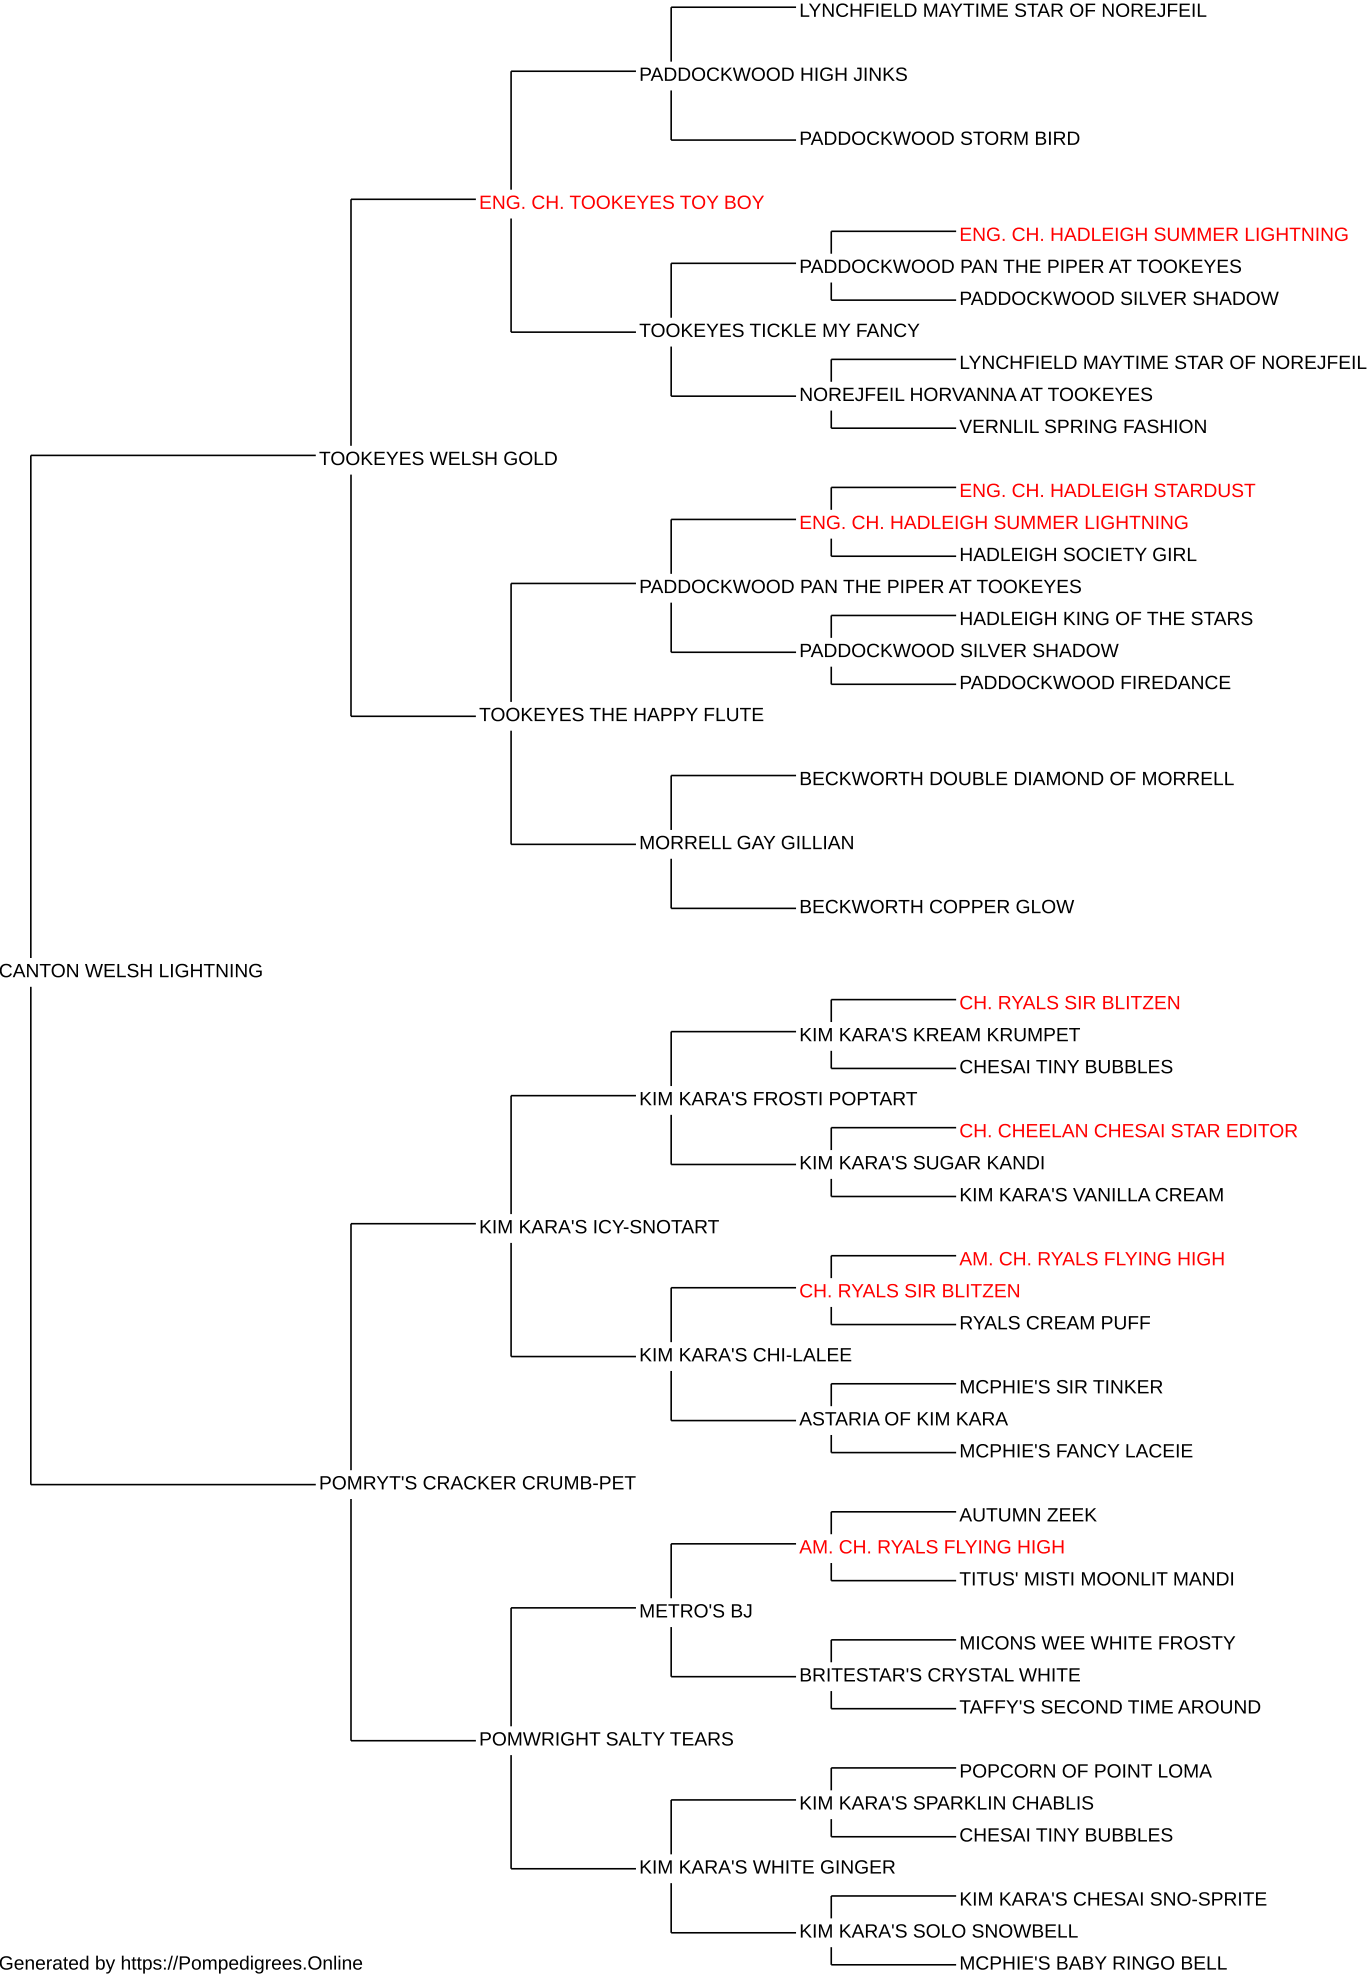 LYNCHFIELD MAYTIME STAR OF NOREJFEIL
PADDOCKWOOD HIGH JINKS
PADDOCKWOOD STORM BIRD
ENG. CH. TOOKEYES TOY BOY
ENG. CH. HADLEIGH SUMMER LIGHTNING
PADDOCKWOOD PAN THE PIPER AT TOOKEYES
PADDOCKWOOD SILVER SHADOW
TOOKEYES TICKLE MY FANCY
LYNCHFIELD MAYTIME STAR OF NOREJFEIL
NOREJFEIL HORVANNA AT TOOKEYES
VERNLIL SPRING FASHION
TOOKEYES WELSH GOLD
ENG. CH. HADLEIGH STARDUST
ENG. CH. HADLEIGH SUMMER LIGHTNING
HADLEIGH SOCIETY GIRL
PADDOCKWOOD PAN THE PIPER AT TOOKEYES
HADLEIGH KING OF THE STARS
PADDOCKWOOD SILVER SHADOW
PADDOCKWOOD FIREDANCE
TOOKEYES THE HAPPY FLUTE
BECKWORTH DOUBLE DIAMOND OF MORRELL
MORRELL GAY GILLIAN
BECKWORTH COPPER GLOW
CANTON WELSH LIGHTNING
CH. RYALS SIR BLITZEN
KIM KARA'S KREAM KRUMPET
CHESAI TINY BUBBLES
KIM KARA'S FROSTI POPTART
CH. CHEELAN CHESAI STAR EDITOR
KIM KARA'S SUGAR KANDI
KIM KARA'S VANILLA CREAM
KIM KARA'S ICY-SNOTART
AM. CH. RYALS FLYING HIGH
CH. RYALS SIR BLITZEN
RYALS CREAM PUFF
KIM KARA'S CHI-LALEE
MCPHIE'S SIR TINKER
ASTARIA OF KIM KARA
MCPHIE'S FANCY LACEIE
POMRYT'S CRACKER CRUMB-PET
AUTUMN ZEEK
AM. CH. RYALS FLYING HIGH
TITUS' MISTI MOONLIT MANDI
METRO'S BJ
MICONS WEE WHITE FROSTY
BRITESTAR'S CRYSTAL WHITE
TAFFY'S SECOND TIME AROUND
POMWRIGHT SALTY TEARS
POPCORN OF POINT LOMA
KIM KARA'S SPARKLIN CHABLIS
CHESAI TINY BUBBLES
KIM KARA'S WHITE GINGER
KIM KARA'S CHESAI SNO-SPRITE
KIM KARA'S SOLO SNOWBELL
MCPHIE'S BABY RINGO BELL
Generated by https://Pompedigrees.Online